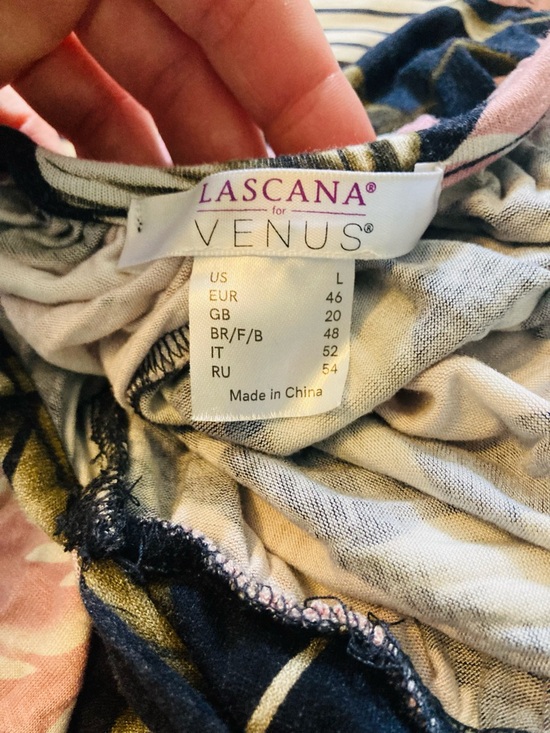 LASCANA®
for
VENUS®
US L
EUR 46
GB 20
BR/F/B 48
IT 52
RU 54
Made in China